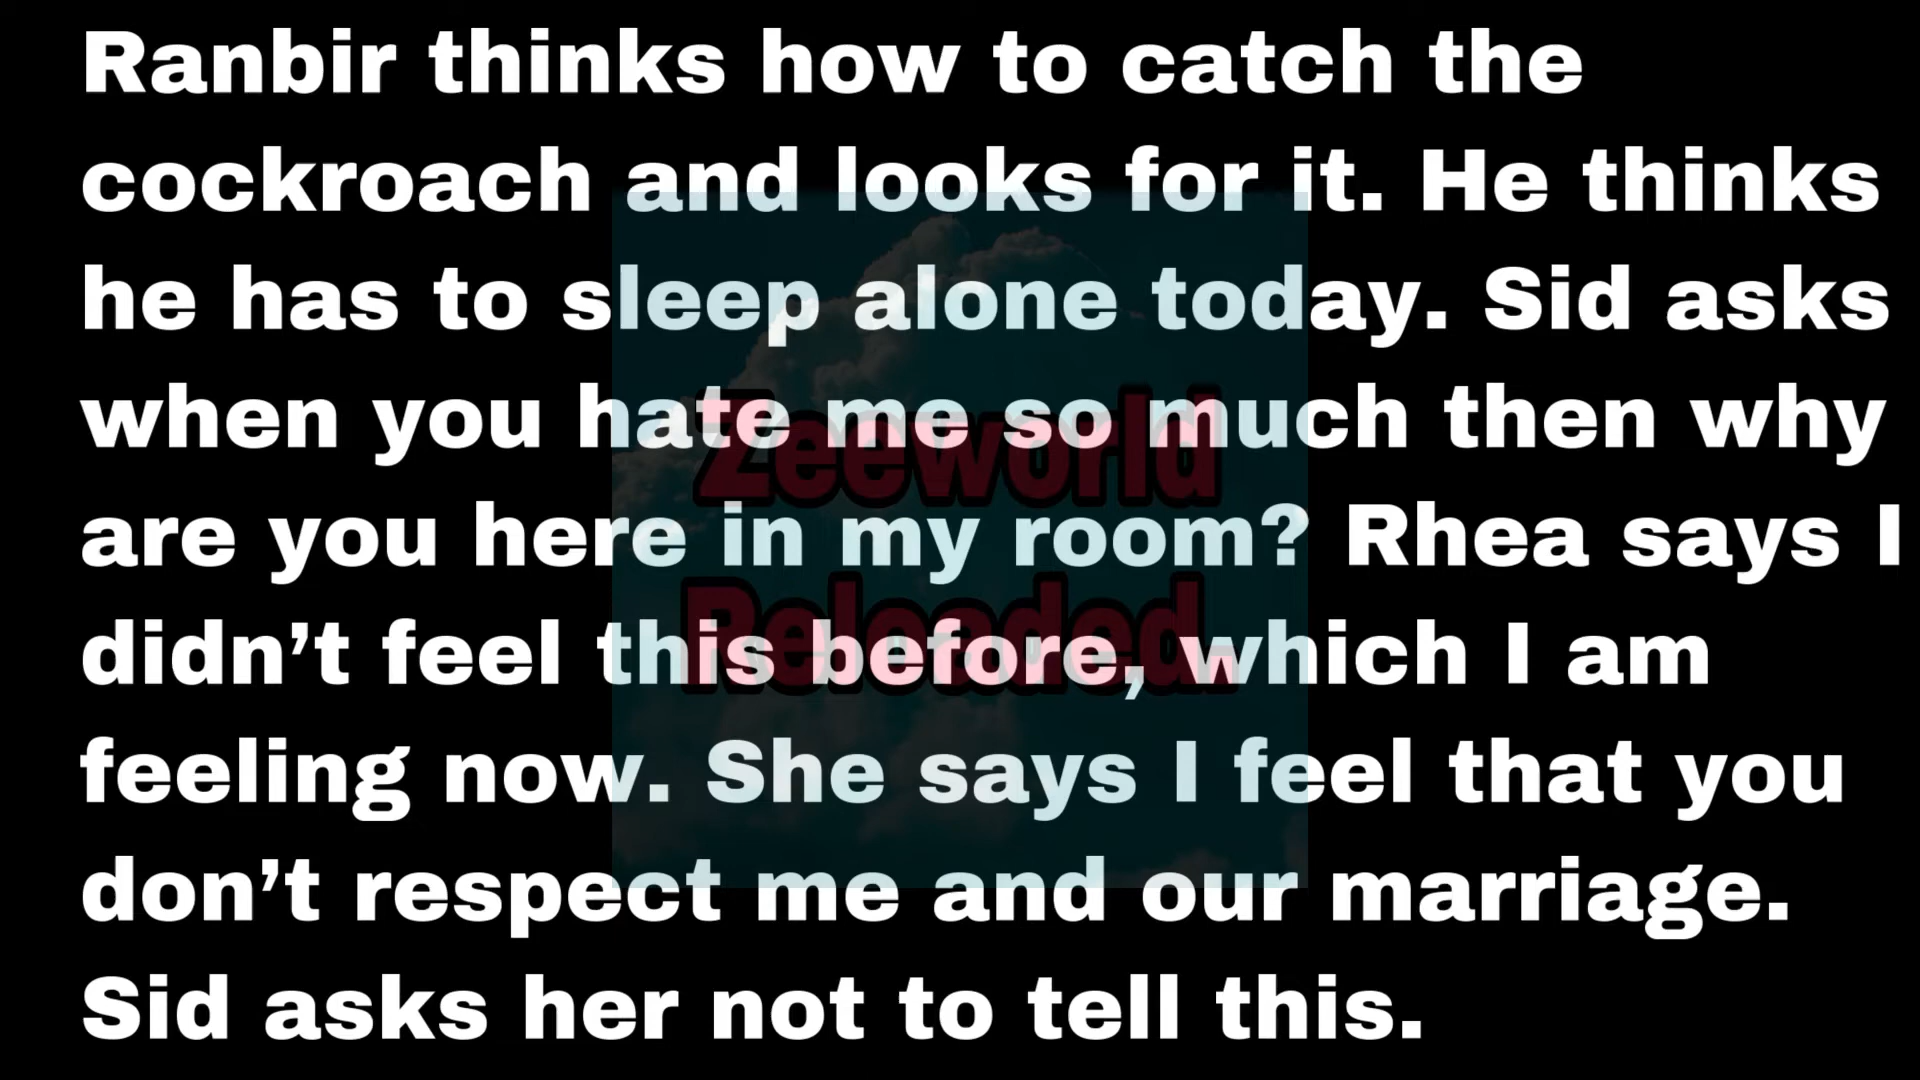 Ranbir thinks how to catch the
cockroach and looks for it. He thinks
he has to sleep alone today. Sid asks
when you hate me so much then why
are you here in my room? Rhea says I
didn’t feel this before, which I am
feeling now. She says I feel that you
don’t respect me and our marriage.
Sid asks her not to tell this.
Zeeworld
Reloaded.